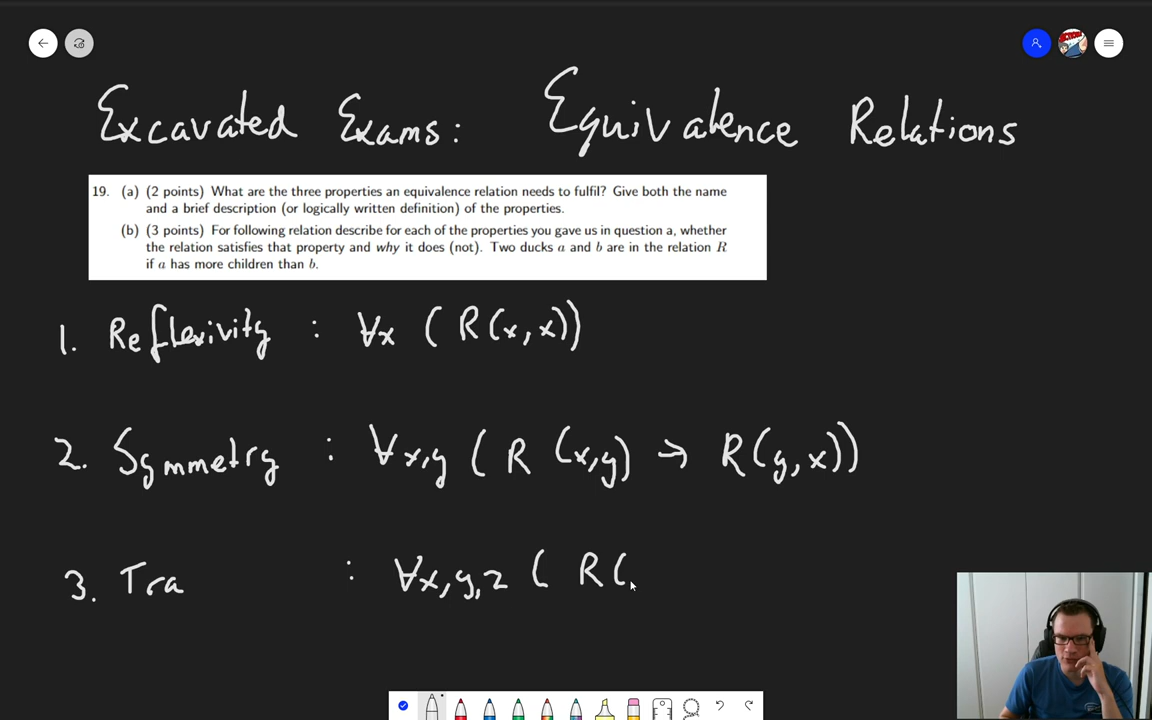 Excavated Exams: Equivalence Relations
19. (a) (2 points) What are the three properties an equivalence relation needs to fulfil? Give both the name
and a brief description (or logically written definition) of the properties.
(b) (3 points) For following relation describe for each of the properties you gave us in question a, whether
the relation satisfies that property and why it does (not). Two ducks a and b are in the relation R
if a has more children than b.
1. Reflexivity : ∀x (R(x,x))
2. Symmetry : ∀x,y (R(x,y) → R(y,x))
3. Tra : ∀x,y,z ( R(